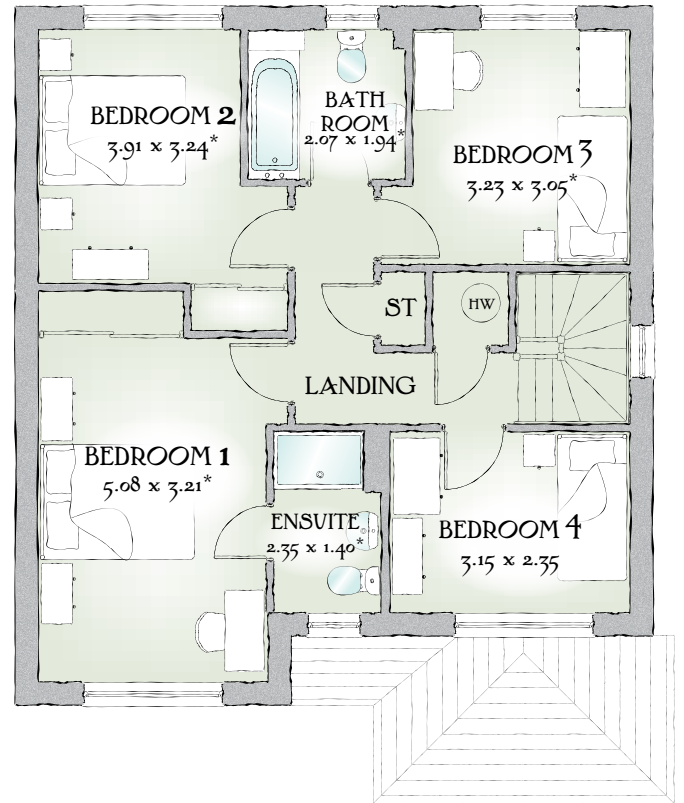 BEDROOM 2
3.91 x 3.24*
BATH
ROOM
2.07 x 1.94*
BEDROOM 3
3.23 x 3.05*
ST
HW
LANDING
BEDROOM 1
5.08 x 3.21*
ENSUITE
2.35 x 1.40*
BEDROOM 4
3.15 x 2.35